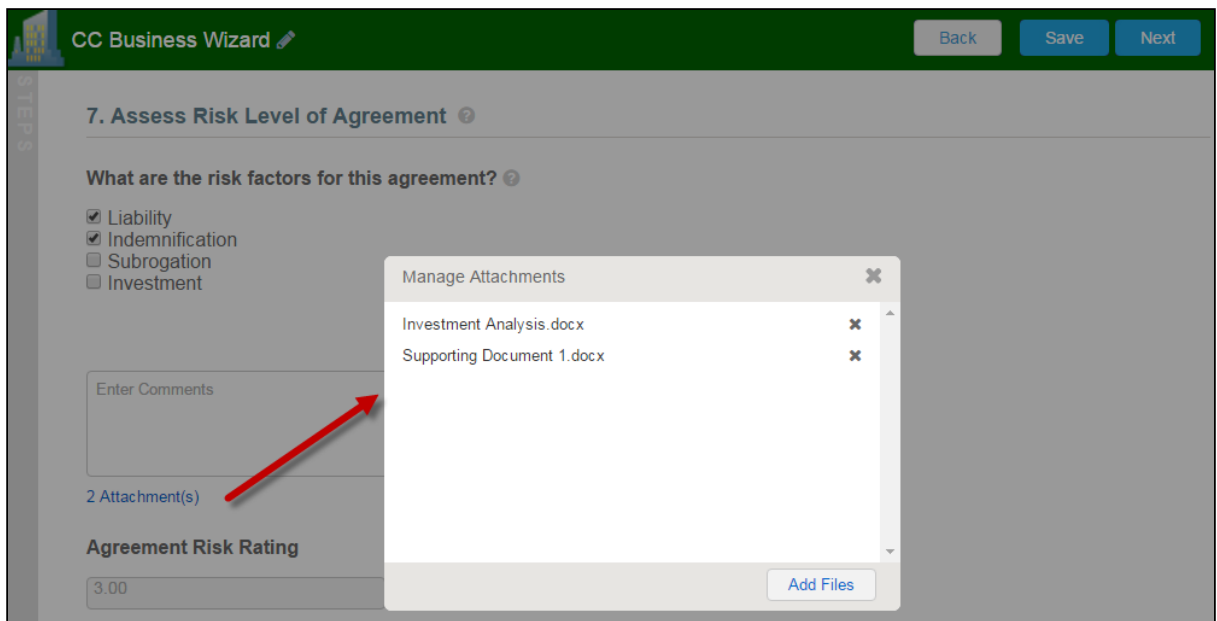 CC Business Wizard
Back
Save
Next
STEPS
7. Assess Risk Level of Agreement
What are the risk factors for this agreement?
Liability
Indemnification
Subrogation
Investment
Manage Attachments
Investment Analysis.docx
Supporting Document 1.docx
Enter Comments
2 Attachment(s)
Agreement Risk Rating
3.00
Add Files